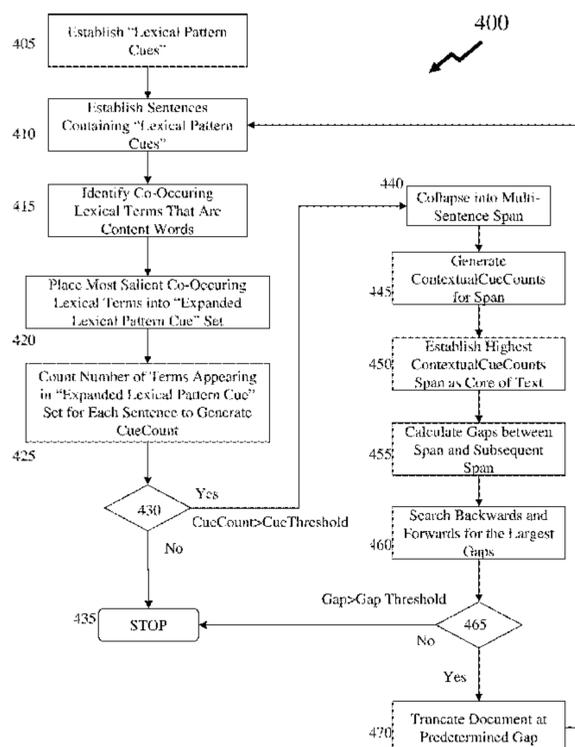 400
405
Establish "Lexical Pattern
Cues"
410
Establish Sentences
Containing "Lexical Pattern
Cues"
415
Identify Co-Occuring
Lexical Terms That Are
Content Words
Place Most Salient Co-Occuring
Lexical Terms into "Expanded
Lexical Pattern Cue" Set
420
Count Number of Terms Appearing
in "Expanded Lexical Pattern Cue"
Set for Each Sentence to Generate
CueCount
425
430
Yes
CueCount>CueThreshold
No
435
STOP
440
Collapse into Multi-
Sentence Span
445
Generate
ContextualCueCounts
for Span
450
Establish Highest
ContextualCueCounts
Span as Core of Text
455
Calculate Gaps between
Span and Subsequent
Span
460
Search Backwards and
Forwards for the Largest
Gaps
Gap>Gap Threshold
465
No
Yes
470
Truncate Document at
Predetermined Gap